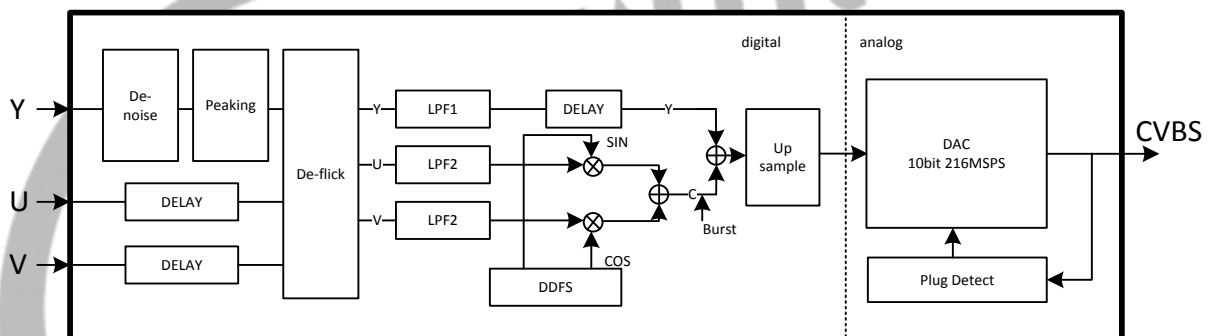 digital
analog
De-
noise
Peaking
De-flick
Y
U
V
DELAY
DELAY
Y
U
V
LPF1
LPF2
LPF2
DELAY
Y
SIN
COS
DDFS
C
Burst
Up
sample
DAC
10bit 216MSPS
Plug Detect
CVBS